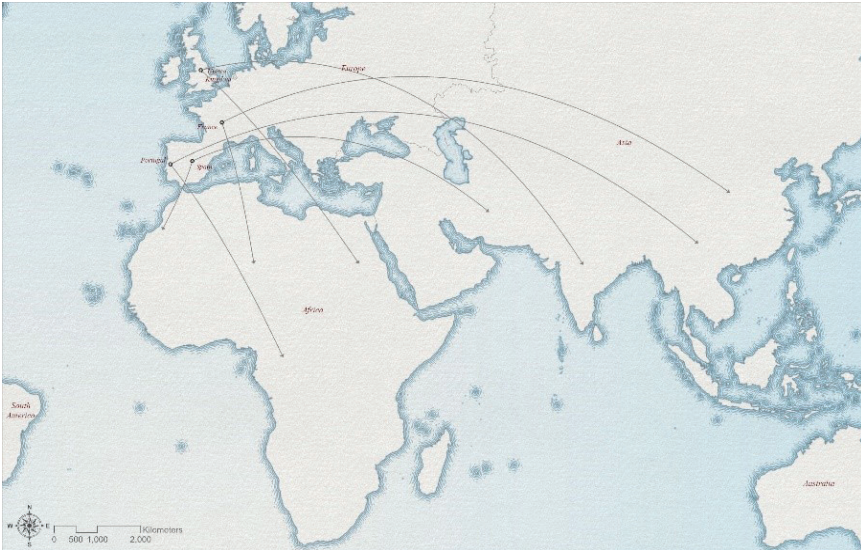 Europe
United
Kingdom
France
Asia
Portugal
Spain
Africa
South
America
Australia
N
W E
S
Kilometers
0 500 1,000 2,000